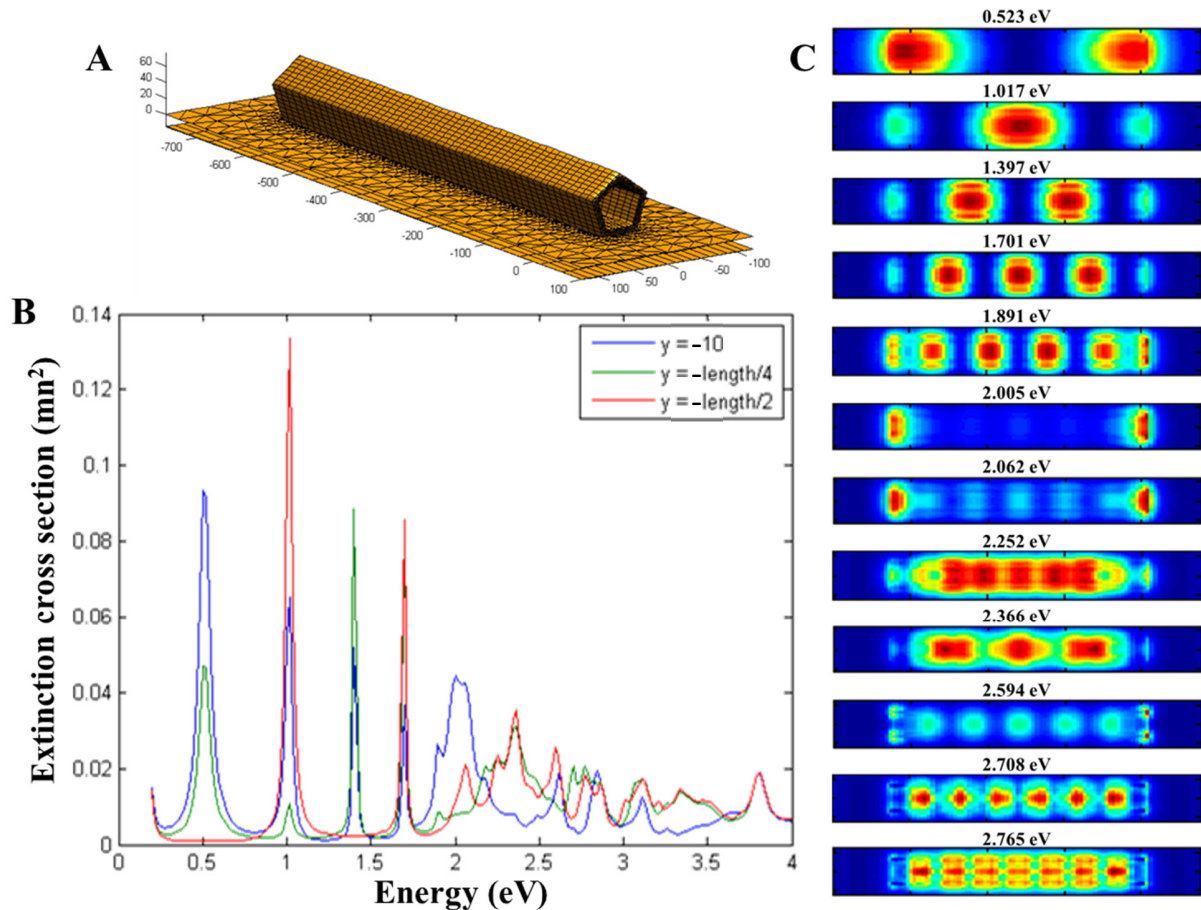 A
60
40
20
0
-700
-600
-500
-400
-300
-200
-100
0
100
100
50
0
-50
-100
B
Extinction cross section (mn²)
0.14
0.12
0.1
0.08
0.06
0.04
0.02
0
0
0.5
1
1.5
2
2.5
3
3.5
4
Energy (eV)
y = -10
y = -length/4
y = -length/2
C
0.523 eV
1.017 eV
1.397 eV
1.701 eV
1.891 eV
2.005 eV
2.062 eV
2.252 eV
2.366 eV
2.594 eV
2.708 eV
2.765 eV